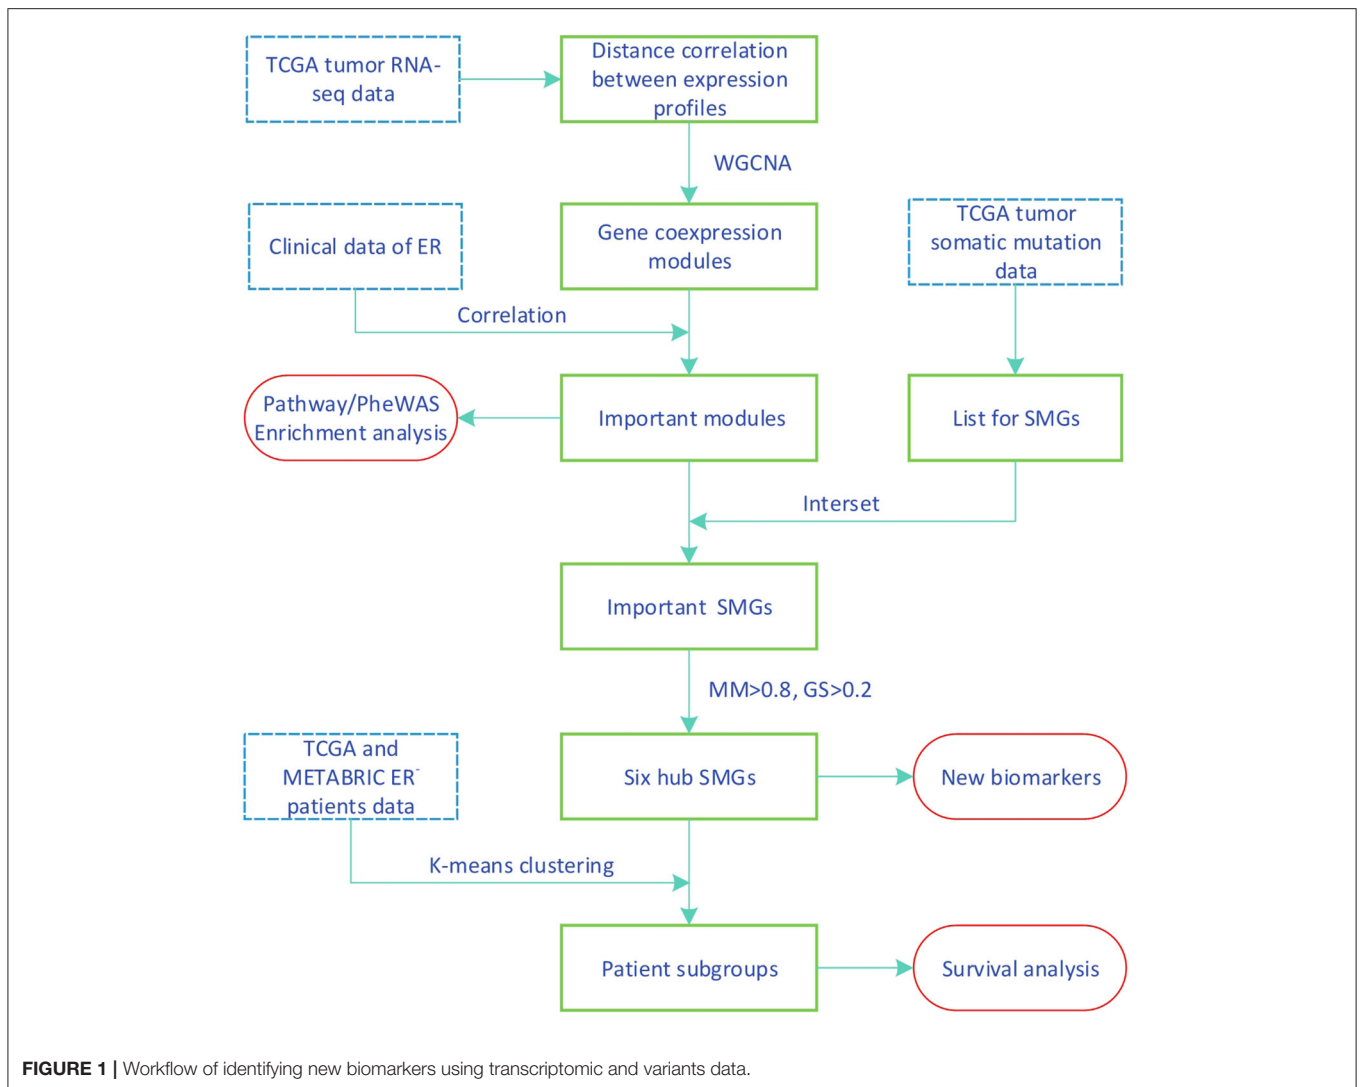 TCGA tumor RNA-
seq data
Distance correlation
between expression
profiles
WGCNA
Clinical data of ER
Gene coexpression
modules
TCGA tumor
somatic mutation
data
Correlation
Pathway/PheWAS
Enrichment analysis
Important modules
List for SMGs
Interset
Important SMGs
MM>0.8, GS>0.2
TCGA and
METABRIC ER⁻
patients data
Six hub SMGs
New biomarkers
K-means clustering
Patient subgroups
Survival analysis
FIGURE 1 | Workflow of identifying new biomarkers using transcriptomic and variants data.